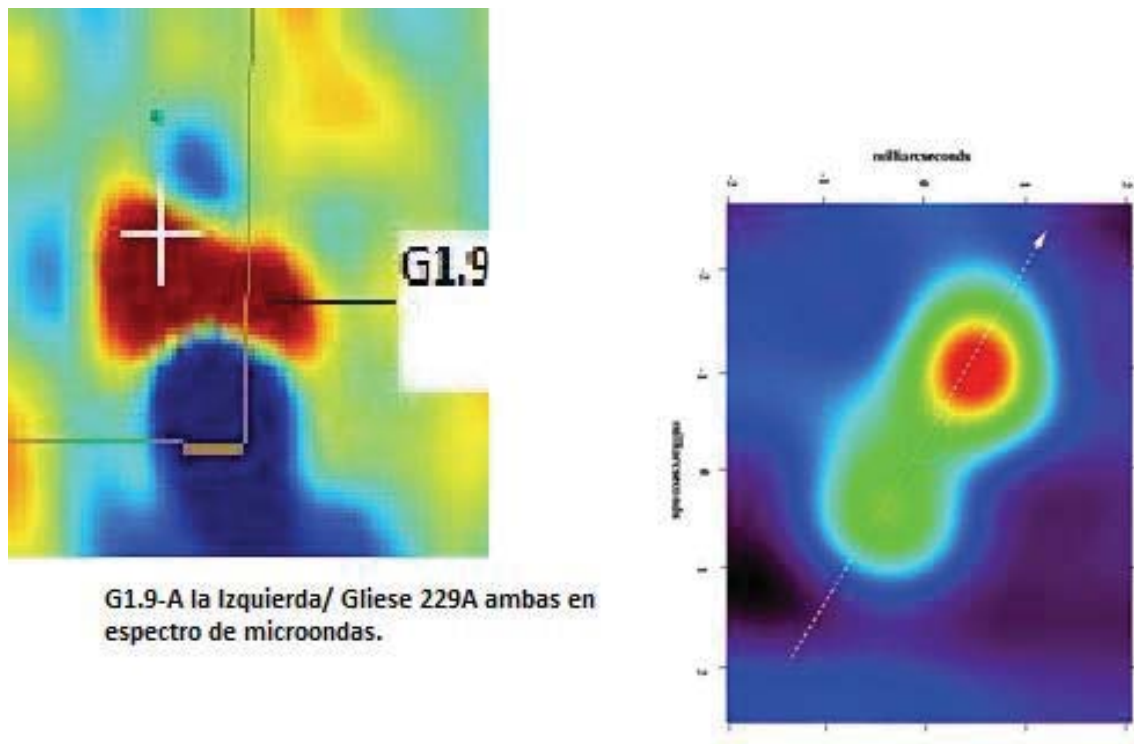 G1.9
G1.9-A la Izquierda/ Gliese 229A ambas en
espectro de microondas.
milliarcseconds
milliarcseconds